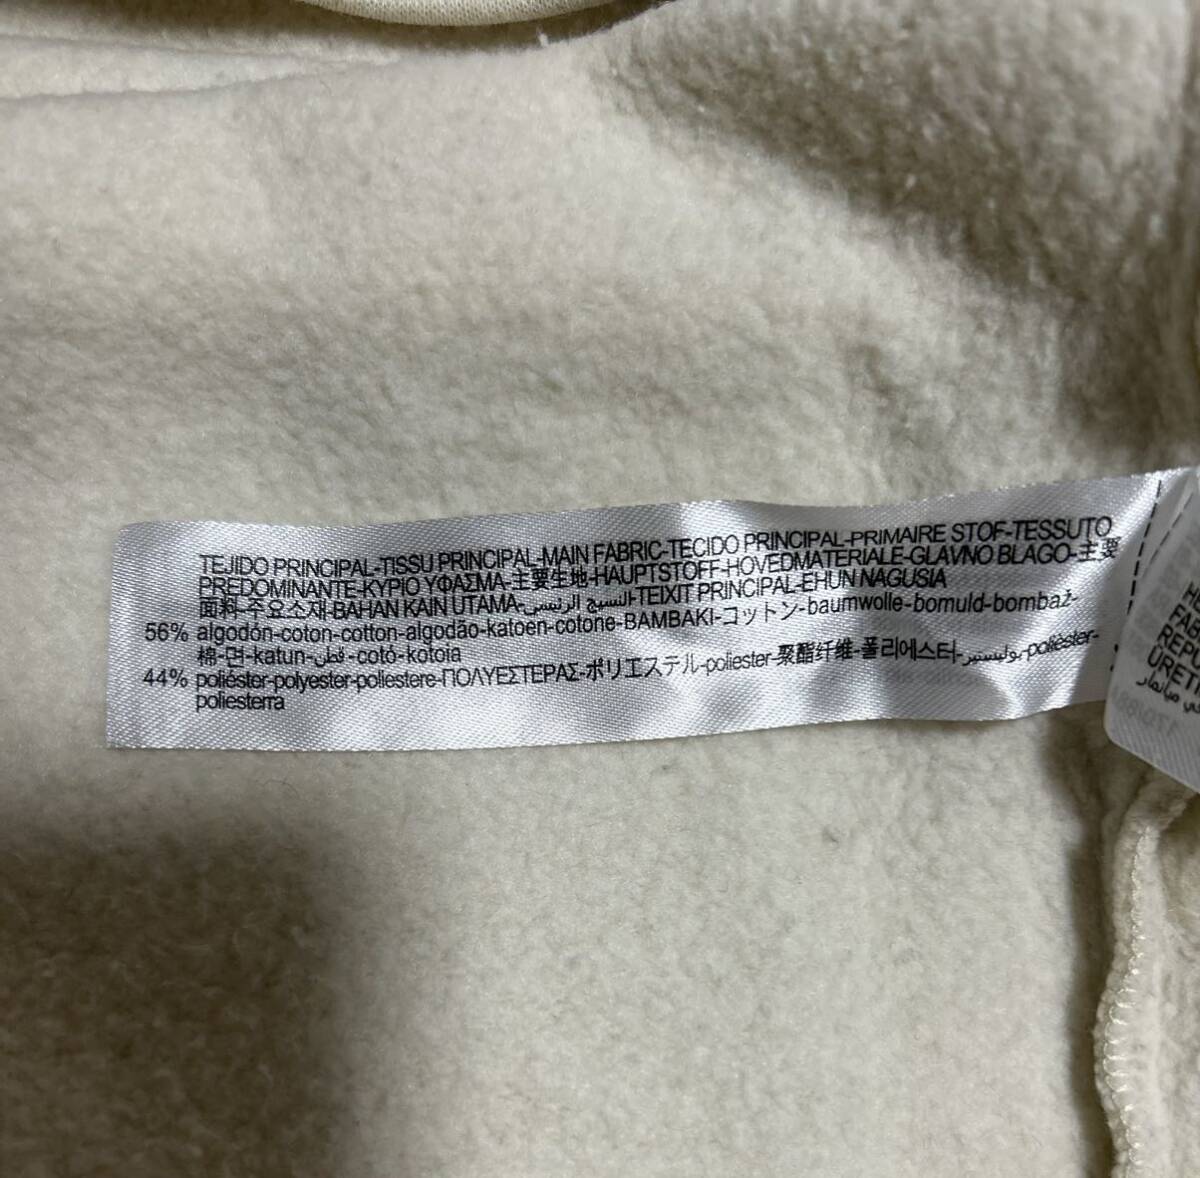 TEJIDO PRINCIPAL-TISSU PRINCIPAL-MAIN FABRIC-TECIDO PRINCIPAL-PRIMAIRE STOF-TESSUTO
PREDOMINANTE-ΚΥΡΙΟ ΥΦΑΣΜΑ-主要生地-HAUPTSTOFF-HOVEDMATERIALE-GLAVNO BLAGO-主要
面料-주요소재-BAHAN KAIN UTAMA-النسيج الرئيسي-TEIXIT PRINCIPAL-EHUN NAGUSIA
56% algodón-coton-cotton-algodão-katoen-cotone-BAMBAKI-コットン-baumwolle-bomuld-bombaž-
棉-면-katun-قطن-cotó-kotoia
44% poliéster-polyester-poliestere-ΠΟΛΥΕΣΤΕΡΑΣ-ポリエステル-poliester-聚酯纤维-폴리에스터-بوليستير-polièster-
poliesterra